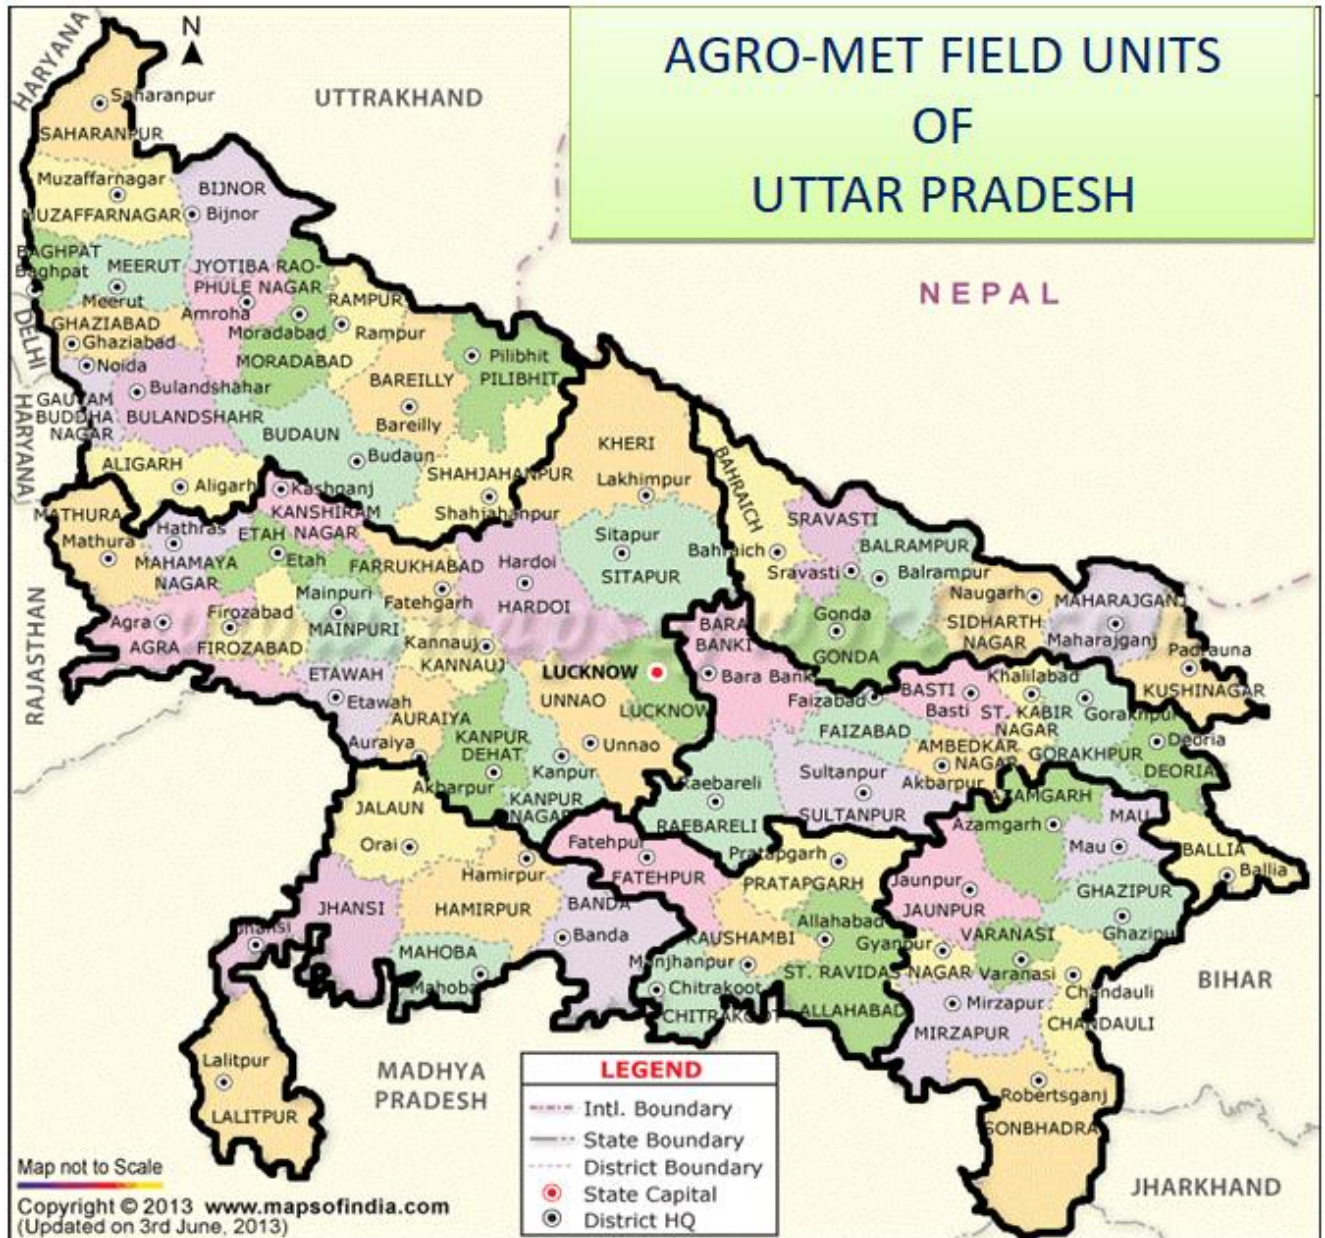 AGRO-MET FIELD UNITS
OF
UTTAR PRADESH
N
HARYANA
UTTRAKHAND
NEPAL
DELHI
HARYANA
RAJASTHAN
MADHYA
PRADESH
BIHAR
JHARKHAND
Saharanpur
SAHARANPUR
Muzaffarnagar
MUZAFFARNAGAR
BIJNOR
Bijnor
BAGHPAT
Baghpat
MEERUT
Meerut
JYOTIBA RAO-
PHULE NAGAR
Amroha
Moradabad
MORADABAD
RAMPUR
Rampur
GHAZIABAD
Ghaziabad
Noida
GAUTAM
BUDDHA
NAGAR
Bulandshahar
BULANDSHAHR
BAREILLY
Bareilly
Pilibhit
PILIBHIT
BUDAUN
Budaun
SHAHJAHANPUR
Shahjahanpur
ALIGARH
Aligarh
Kashganj
KANSHIRAM
NAGAR
MATHURA
Mathura
Hathras
MAHAMAYA
NAGAR
ETAH
Etah
FARRUKHABAD
Fatehgarh
Mainpuri
MAINPURI
Agra
AGRA
Firozabad
FIROZABAD
KHERI
Lakhimpur
Sitapur
SITAPUR
Hardoi
HARDOI
BAHRAICH
Bahraich
SRAVASTI
Sravasti
BALRAMPUR
Balrampur
Gonda
GONDA
Naugarh
SIDHARTH
NAGAR
MAHARAJGANJ
Maharajganj
Padrauna
KUSHINAGAR
Kannauj
KANNAUJ
ETAWAH
Etawah
AURAIYA
Auraiya
KANPUR
DEHAT
Akbarpur
Kanpur
KANPUR
NAGAR
LUCKNOW
LUCKNOW
UNNAO
Unnao
BARA
BANKI
Bara Bank
Faizabad
FAIZABAD
BASTI
Basti
Khalilabad
ST. KABIR
NAGAR
Gorakhpur
GORAKHPUR
Deoria
DEORIA
AMBEDKAR
NAGAR
Akbarpur
Sultanpur
SULTANPUR
Raebareli
RAEBARELI
JALAUN
Orai
Hamirpur
HAMIRPUR
JHANSI
Jhansi
MAHOBA
Mahoba
BANDA
Banda
Fatehpur
FATEHPUR
Pratapgarh
PRATAPGARH
KAUSHAMBI
Manjhanpur
Allahabad
ALLAHABAD
Chitrakoot
CHITRAKOOT
AZAMGARH
Azamgarh
MAU
Mau
BALLIA
Ballia
Jaunpur
JAUNPUR
GHAZIPUR
Ghazipu
Gyanpur
ST. RAVIDAS NAGAR
VARANASI
Varanasi
Chandauli
CHANDAULI
Mirzapur
MIRZAPUR
Robertsganj
SONBHADRA
Lalitpur
LALITPUR
LEGEND
Intl. Boundary
State Boundary
District Boundary
State Capital
District HQ
Map not to Scale
Copyright © 2013 www.mapsofindia.com
(Updated on 3rd June, 2013)